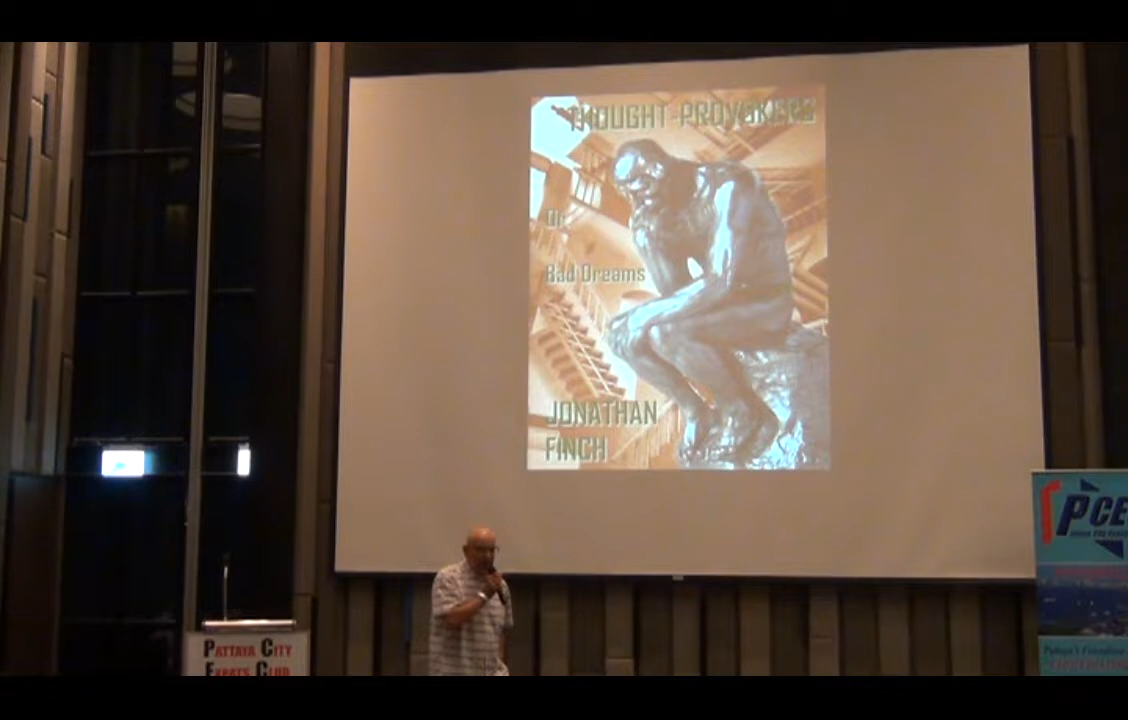 THOUGHT-PROVOKERS
Or
Bad Dreams
JONATHAN
FINCH
PATTAYA CITY
EXPATS CLUB
PCE